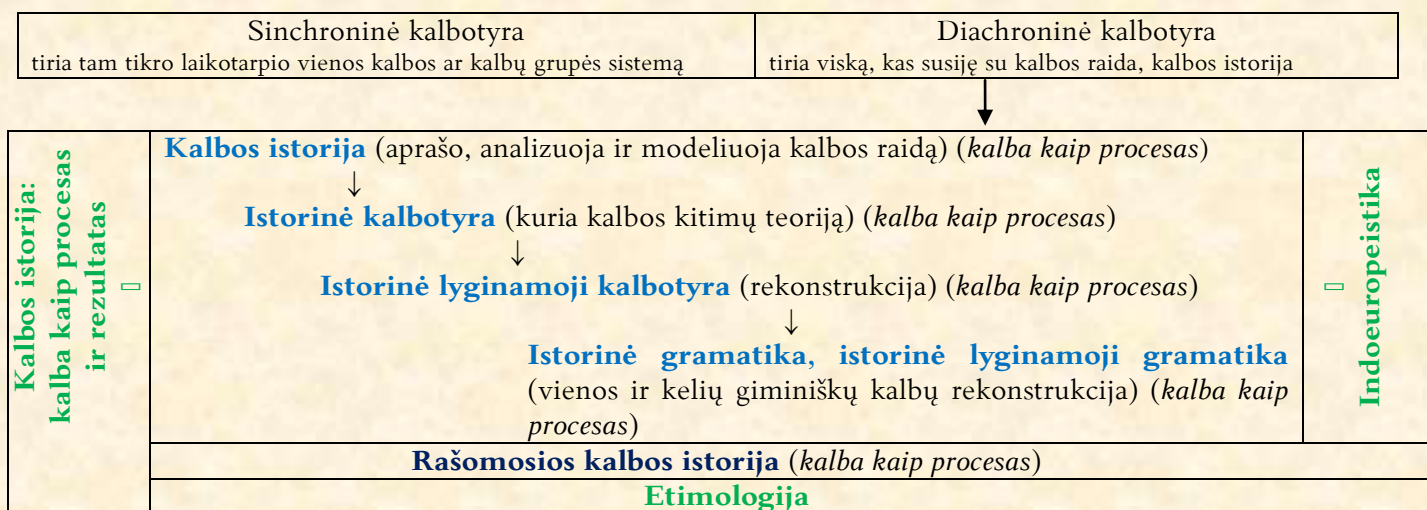 Sinchroninė kalbotyra
tiria tam tikro laikotarpio vienos kalbos ar kalbų grupės sistemą
Diachroninė kalbotyra
tiria viską, kas susiję su kalbos raida, kalbos istorija
Kalbos istorija:
kalba kaip procesas
ir rezultatas
Kalbos istorija (aprašo, analizuoja ir modeliuoja kalbos raidą) (kalba kaip procesas)
↓
Istorinė kalbotyra (kuria kalbos kitimų teoriją) (kalba kaip procesas)
↓
Istorinė lyginamoji kalbotyra (rekonstrukcija) (kalba kaip procesas)
↓
Istorinė gramatika, istorinė lyginamoji gramatika
(vienos ir kelių giminiškų kalbų rekonstrukcija) (kalba kaip
procesas)
Indoeuropeistika
Rašomosios kalbos istorija (kalba kaip procesas)
Etimologija